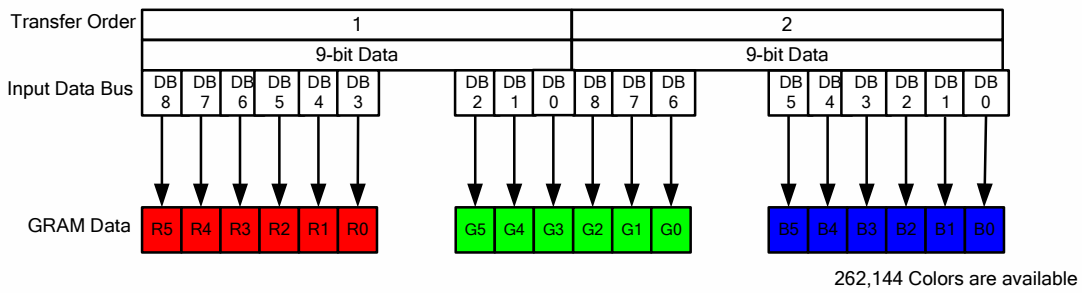 Transfer Order 1 2
9-bit Data 9-bit Data
Input Data Bus DB 8 DB 7 DB 6 DB 5 DB 4 DB 3 DB 2 DB 1 DB 0 DB 8 DB 7 DB 6 DB 5 DB 4 DB 3 DB 2 DB 1 DB 0
GRAM Data R5 R4 R3 R2 R1 R0 G5 G4 G3 G2 G1 G0 B5 B4 B3 B2 B1 B0
262,144 Colors are available